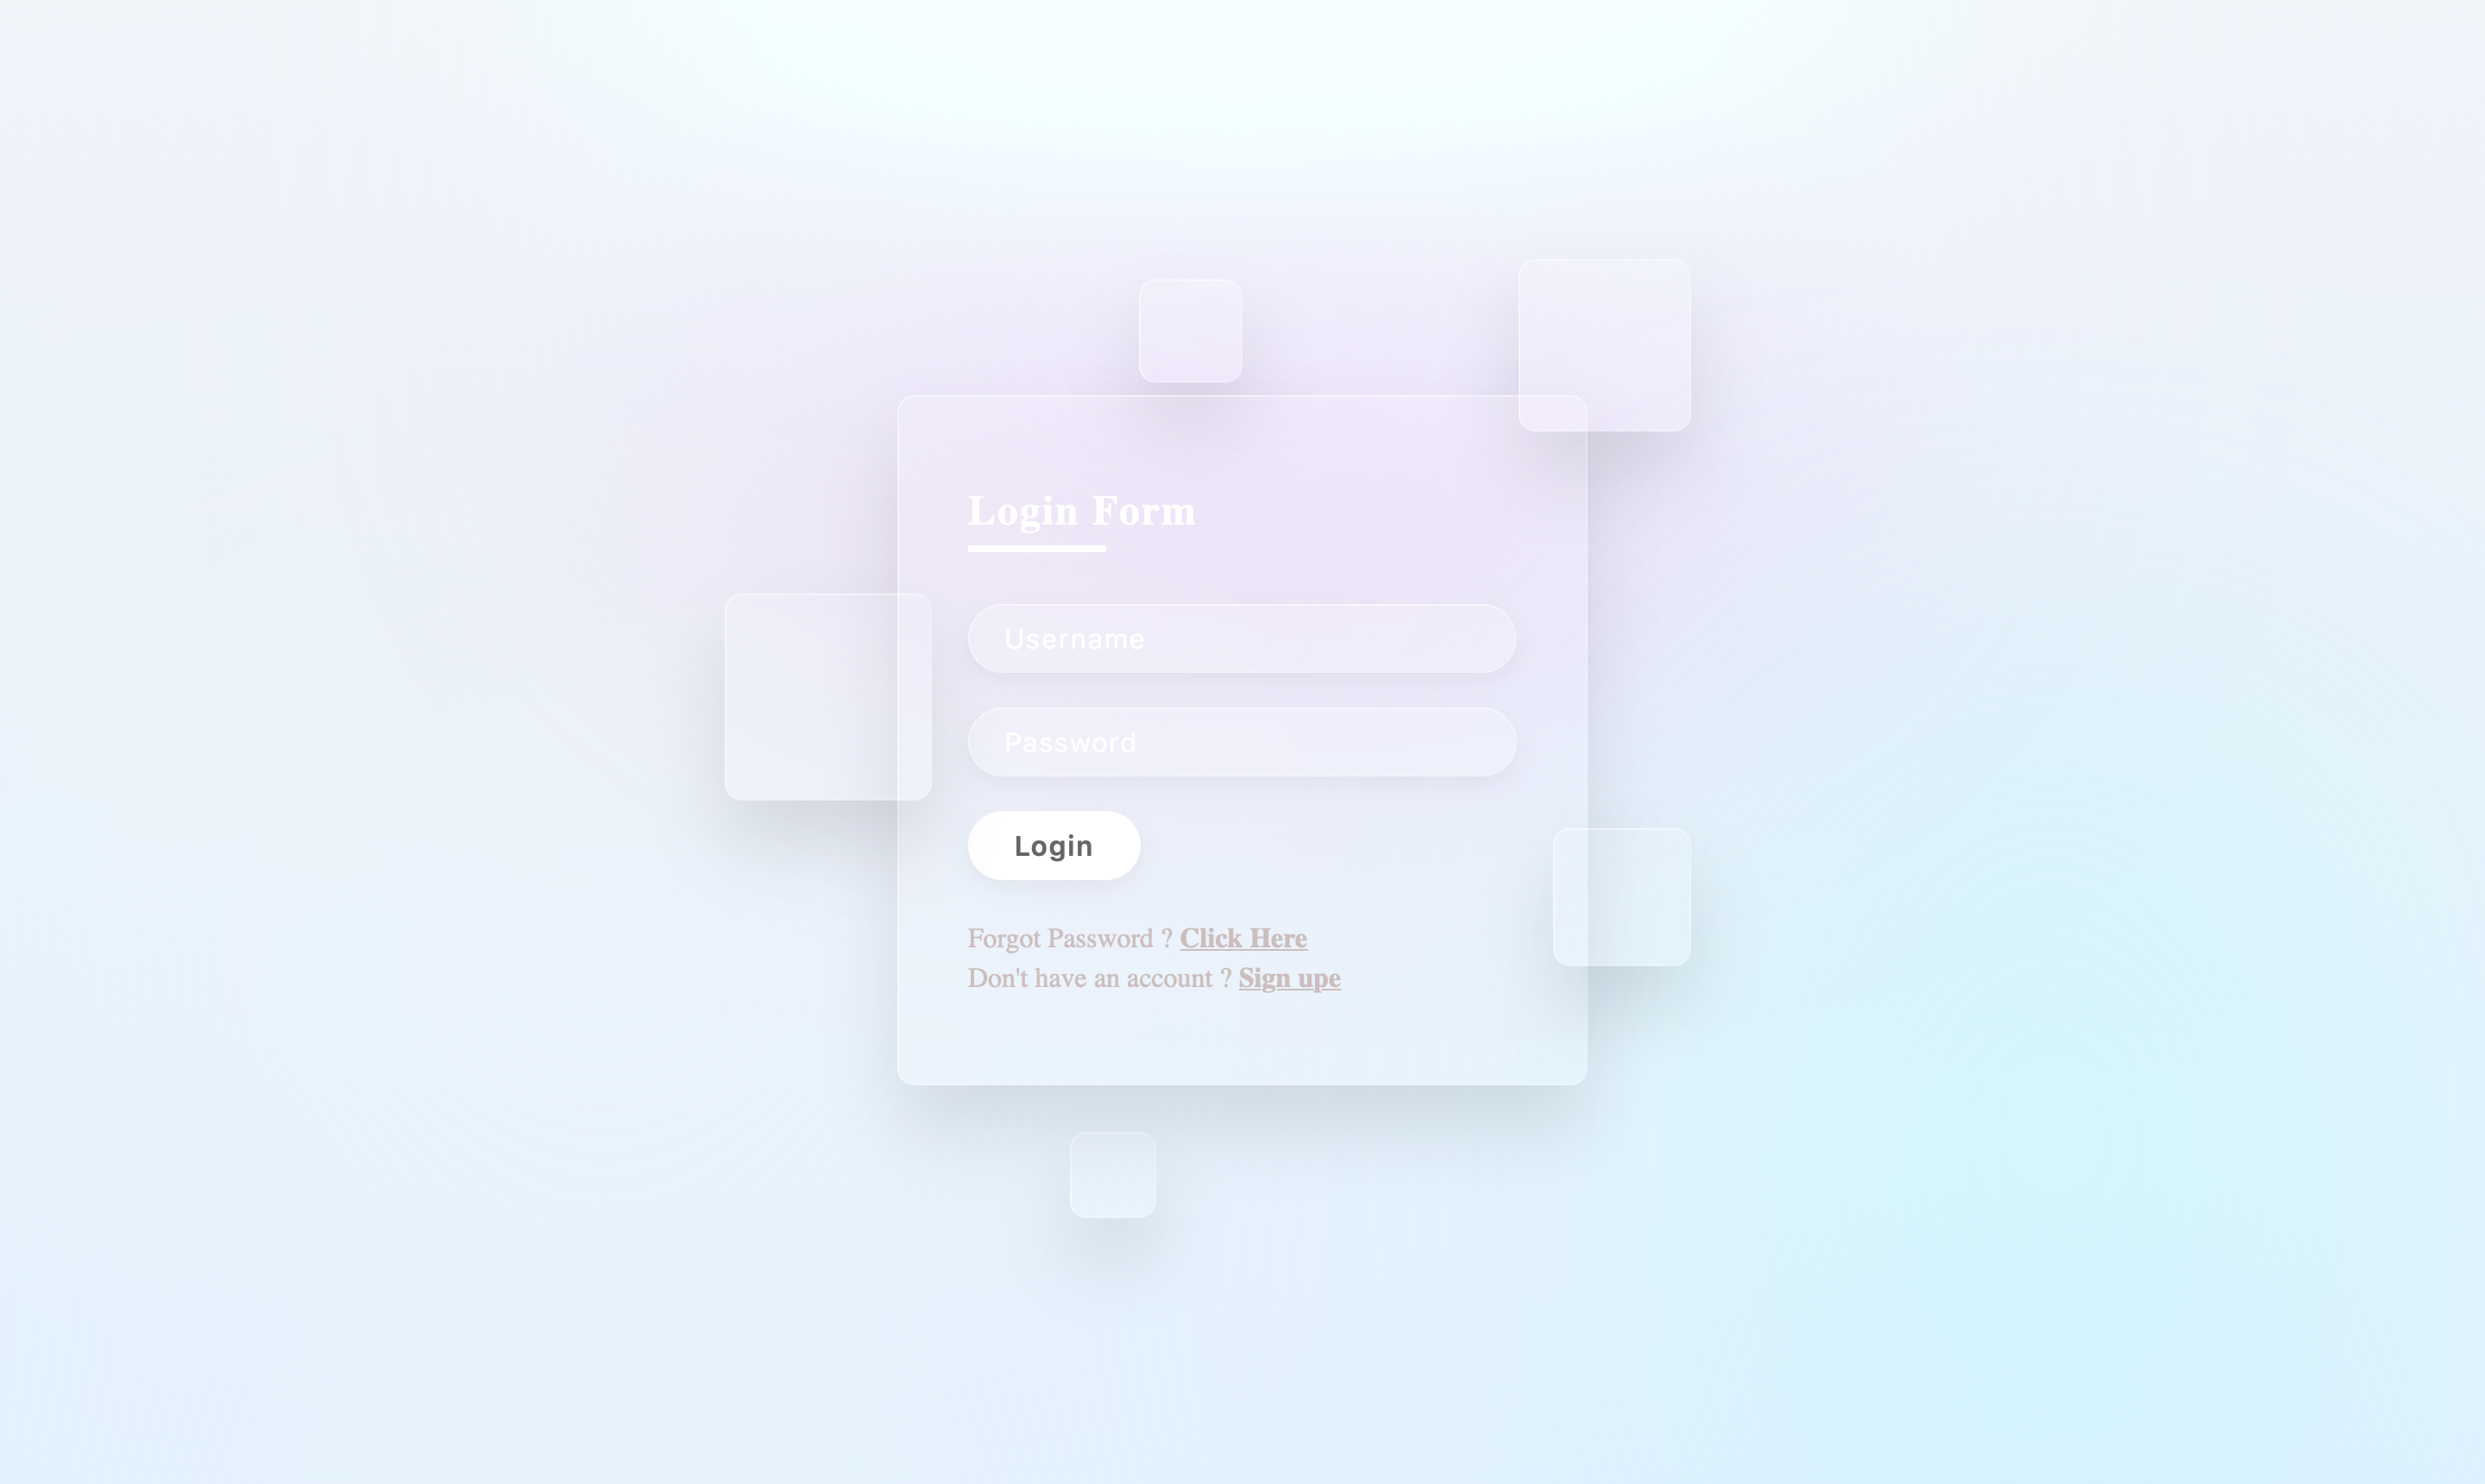 Login Form
Username
Password
Login
Forgot Password ? Click Here
Don't have an account ? Sign upe